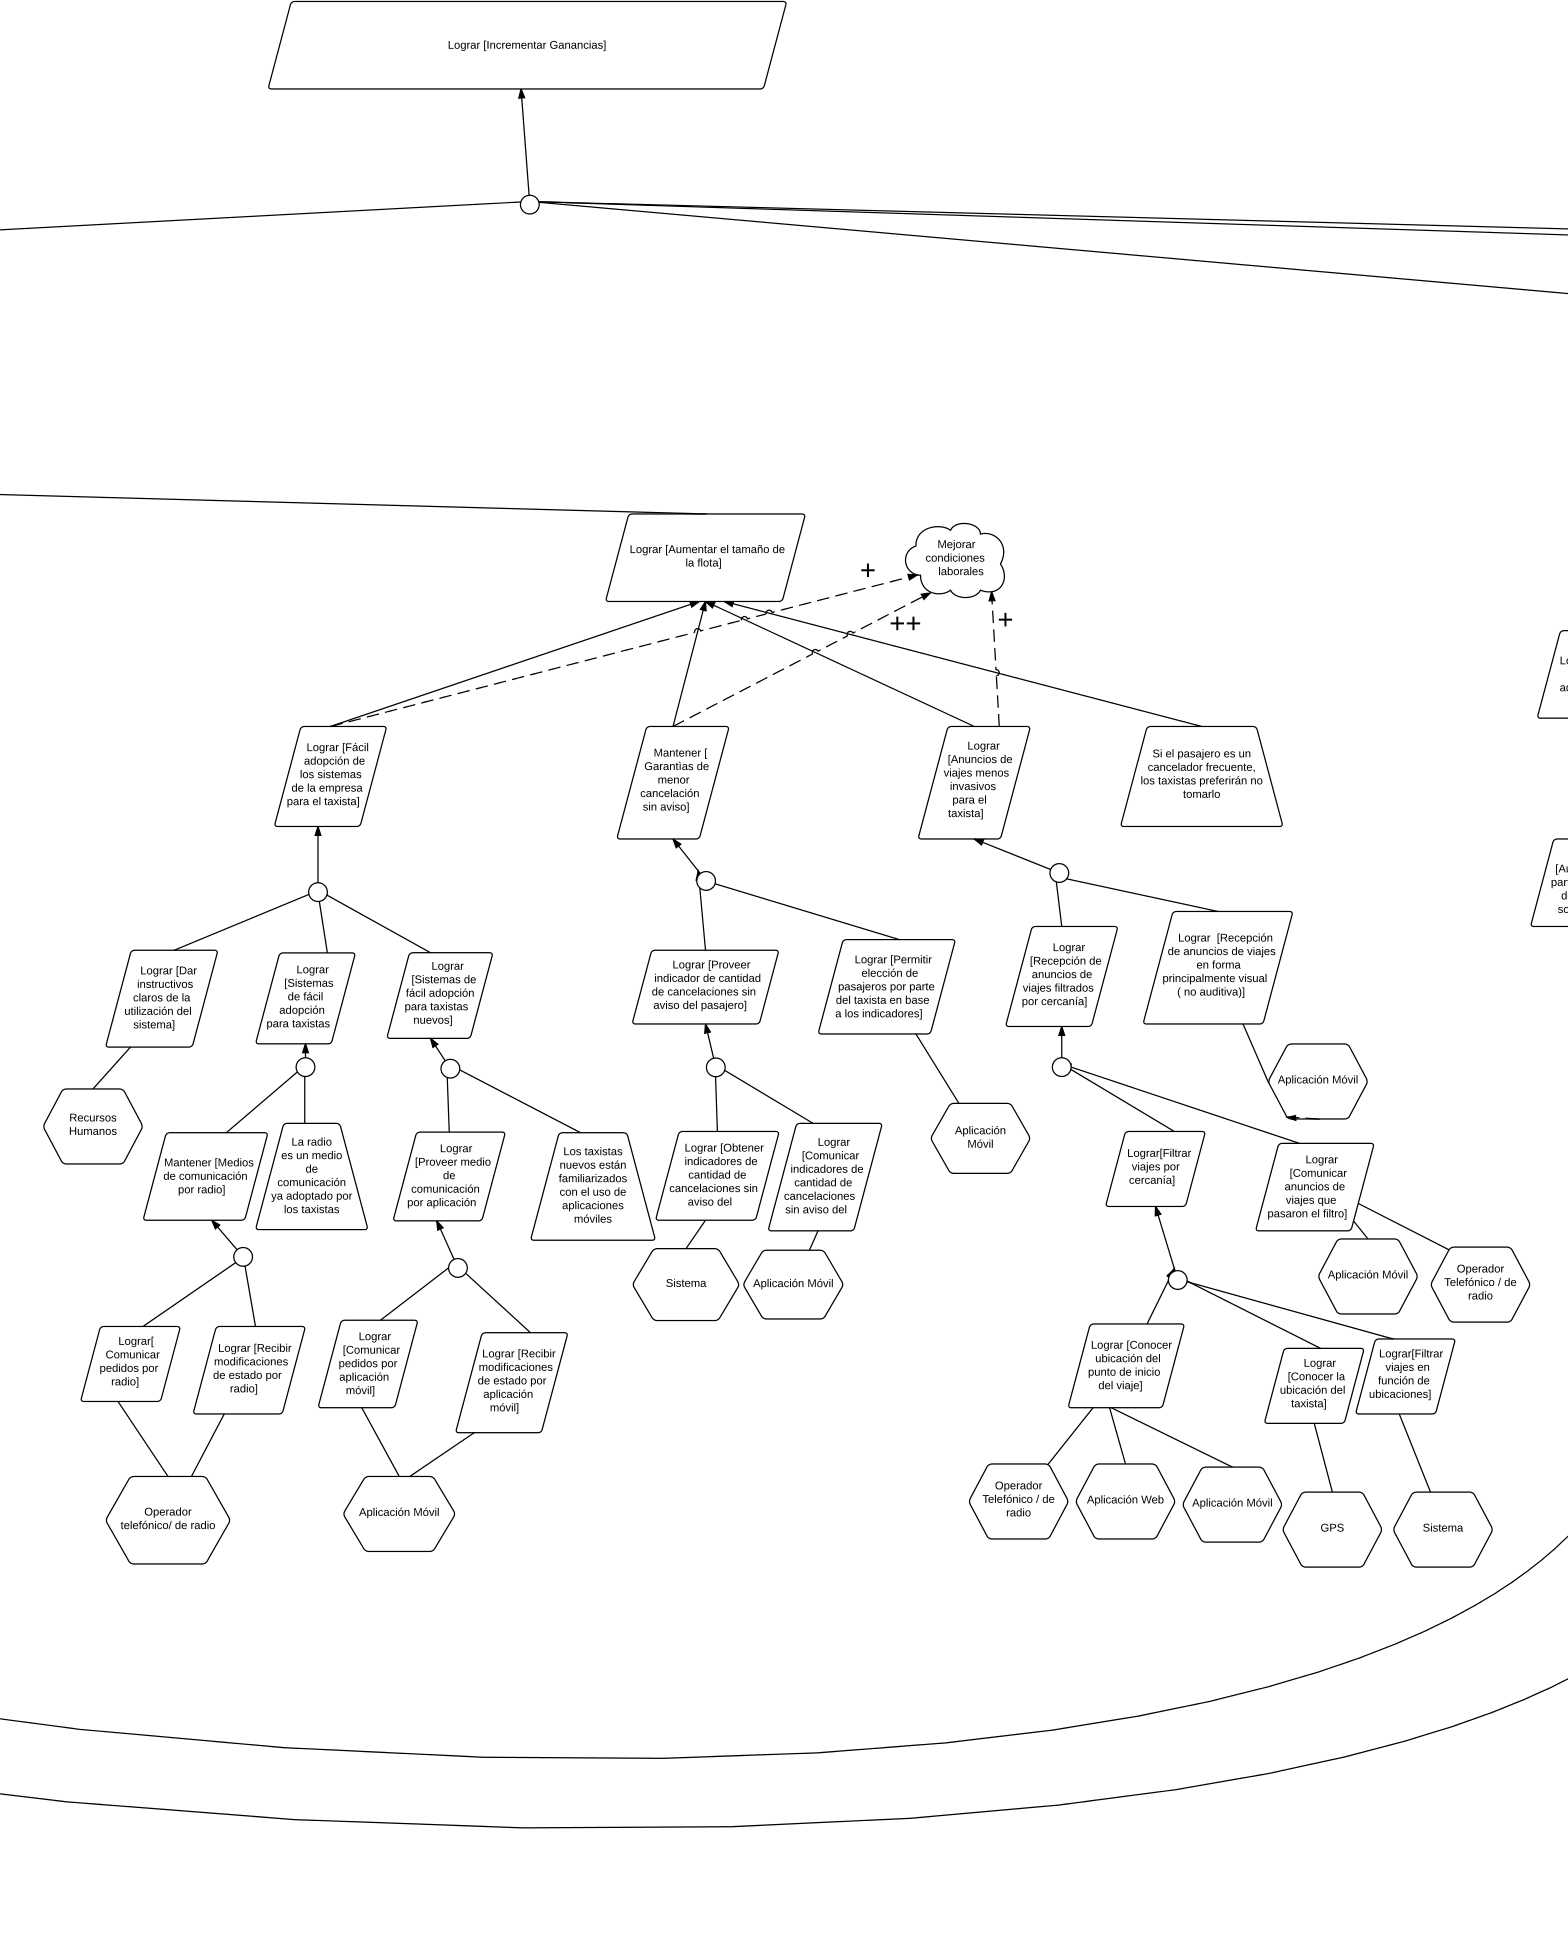 Lograr [Incrementar Ganancias]
Lograr [Aumentar el tamaño de
la flota]
Mejorar
condiciones
laborales
+
++
+
Lograr [Fácil
adopción de
los sistemas
de la empresa
para el taxista]
Mantener [
Garantìas de
menor
cancelación
sin aviso]
Lograr
[Anuncios de
viajes menos
invasivos
para el
taxista]
Si el pasajero es un
cancelador frecuente,
los taxistas preferirán no
tomarlo
Lograr [Dar
instructivos
claros de la
utilización del
sistema]
Lograr
[Sistemas
de fácil
adopción
para taxistas
Lograr
[Sistemas de
fácil adopción
para taxistas
nuevos]
Lograr [Proveer
indicador de cantidad
de cancelaciones sin
aviso del pasajero]
Lograr [Permitir
elección de
pasajeros por parte
del taxista en base
a los indicadores]
Lograr
[Recepción de
anuncios de
viajes filtrados
por cercanía]
Lograr [Recepción
de anuncios de viajes
en forma
principalmente visual
( no auditiva)]
Recursos
Humanos
Mantener [Medios
de comunicación
por radio]
La radio
es un medio
de
comunicación
ya adoptado por
los taxistas
Lograr
[Proveer medio
de
comunicación
por aplicación
Los taxistas
nuevos están
familiarizados
con el uso de
aplicaciones
móviles
Lograr [Obtener
indicadores de
cantidad de
cancelaciones sin
aviso del
Lograr
[Comunicar
indicadores de
cantidad de
cancelaciones
sin aviso del
Aplicación
Móvil
Aplicación Móvil
Lograr[Filtrar
viajes por
cercanía]
Lograr
[Comunicar
anuncios de
viajes que
pasaron el filtro]
Sistema
Aplicación Móvil
Aplicación Móvil
Operador
Telefónico / de
radio
Lograr[
Comunicar
pedidos por
radio]
Lograr [Recibir
modificaciones
de estado por
radio]
Lograr
[Comunicar
pedidos por
aplicación
móvil]
Lograr [Recibir
modificaciones
de estado por
aplicación
móvil]
Lograr [Conocer
ubicación del
punto de inicio
del viaje]
Lograr
[Conocer la
ubicación del
taxista]
Lograr[Filtrar
viajes en
función de
ubicaciones]
Operador
telefónico/ de radio
Aplicación Móvil
Operador
Telefónico / de
radio
Aplicación Web
Aplicación Móvil
GPS
Sistema